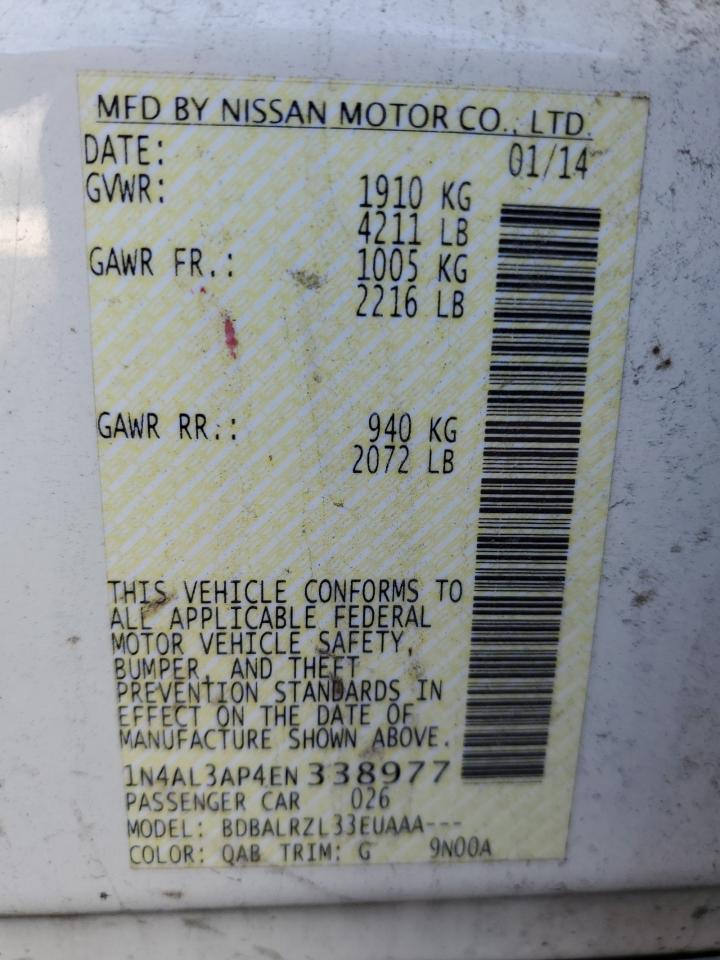 MFD BY NISSAN MOTOR CO., LTD.
DATE: 01/14
GVWR: 1910 KG
4211 LB
GAWR FR.: 1005 KG
2216 LB
GAWR RR.: 940 KG
2072 LB
THIS VEHICLE CONFORMS TO
ALL APPLICABLE FEDERAL
MOTOR VEHICLE SAFETY,
BUMPER, AND THEFT
PREVENTION STANDARDS IN
EFFECT ON THE DATE OF
MANUFACTURE SHOWN ABOVE.
1N4AL3AP4EN 338977
PASSENGER CAR 026
MODEL: BDBALRZL33EUAAA---
COLOR: QAB TRIM: G 9N00A